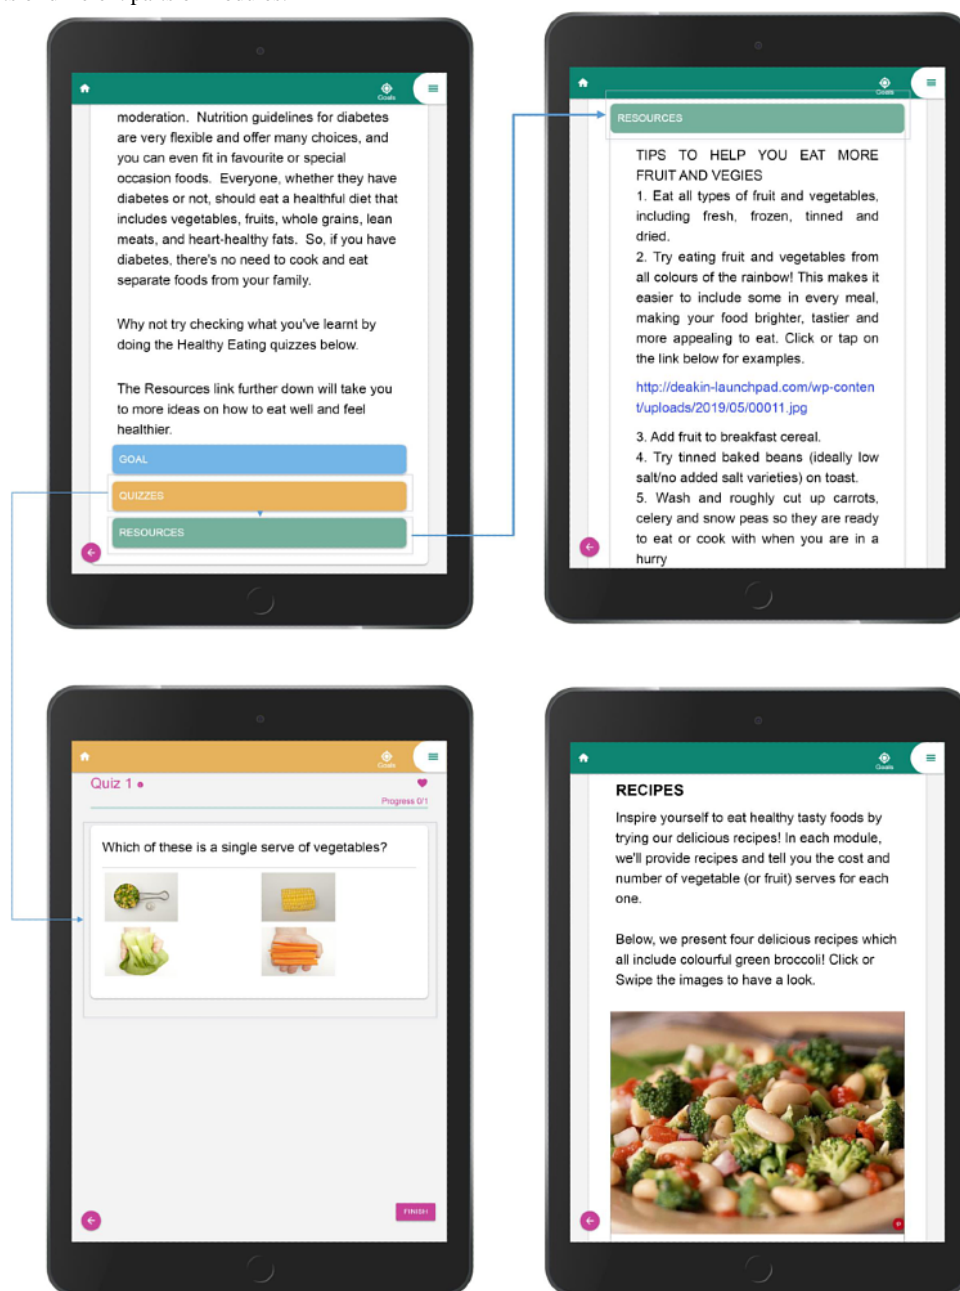 Goals
moderation. Nutrition guidelines for diabetes
are very flexible and offer many choices, and
you can even fit in favourite or special
occasion foods. Everyone, whether they have
diabetes or not, should eat a healthful diet that
includes vegetables, fruits, whole grains, lean
meats, and heart-healthy fats. So, if you have
diabetes, there's no need to cook and eat
separate foods from your family.
Why not try checking what you've learnt by
doing the Healthy Eating quizzes below.
The Resources link further down will take you
to more ideas on how to eat well and feel
healthier.
GOAL
QUIZZES
RESOURCES
Goals
RESOURCES
TIPS TO HELP YOU EAT MORE
FRUIT AND VEGIES
1. Eat all types of fruit and vegetables,
including fresh, frozen, tinned and
dried.
2. Try eating fruit and vegetables from
all colours of the rainbow! This makes it
easier to include some in every meal,
making your food brighter, tastier and
more appealing to eat. Click or tap on
the link below for examples.
http://deakin-launchpad.com/wp-conten
t/uploads/2019/05/00011.jpg
3. Add fruit to breakfast cereal.
4. Try tinned baked beans (ideally low
salt/no added salt varieties) on toast.
5. Wash and roughly cut up carrots,
celery and snow peas so they are ready
to eat or cook with when you are in a
hurry
Goals
Quiz 1
Progress 0/1
Which of these is a single serve of vegetables?
FINISH
Goals
RECIPES
Inspire yourself to eat healthy tasty foods by
trying our delicious recipes! In each module,
we'll provide recipes and tell you the cost and
number of vegetable (or fruit) serves for each
one.
Below, we present four delicious recipes which
all include colourful green broccoli! Click or
Swipe the images to have a look.